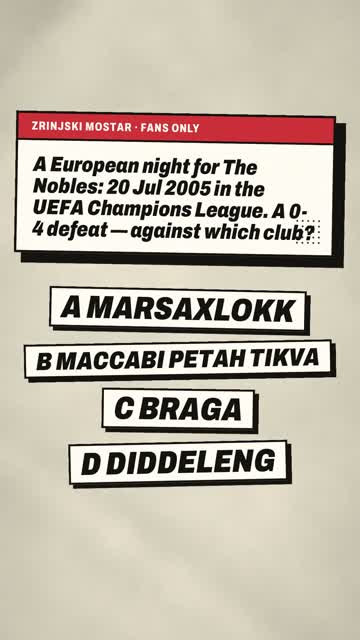 ZRINJSKI MOSTAR · FANS ONLY
A European night for The
Nobles: 20 Jul 2005 in the
UEFA Champions League. A 0-
4 defeat — against which club?
A MARSAXLOKK
B MACCABI PETAH TIKVA
C BRAGA
D DIDDELENG